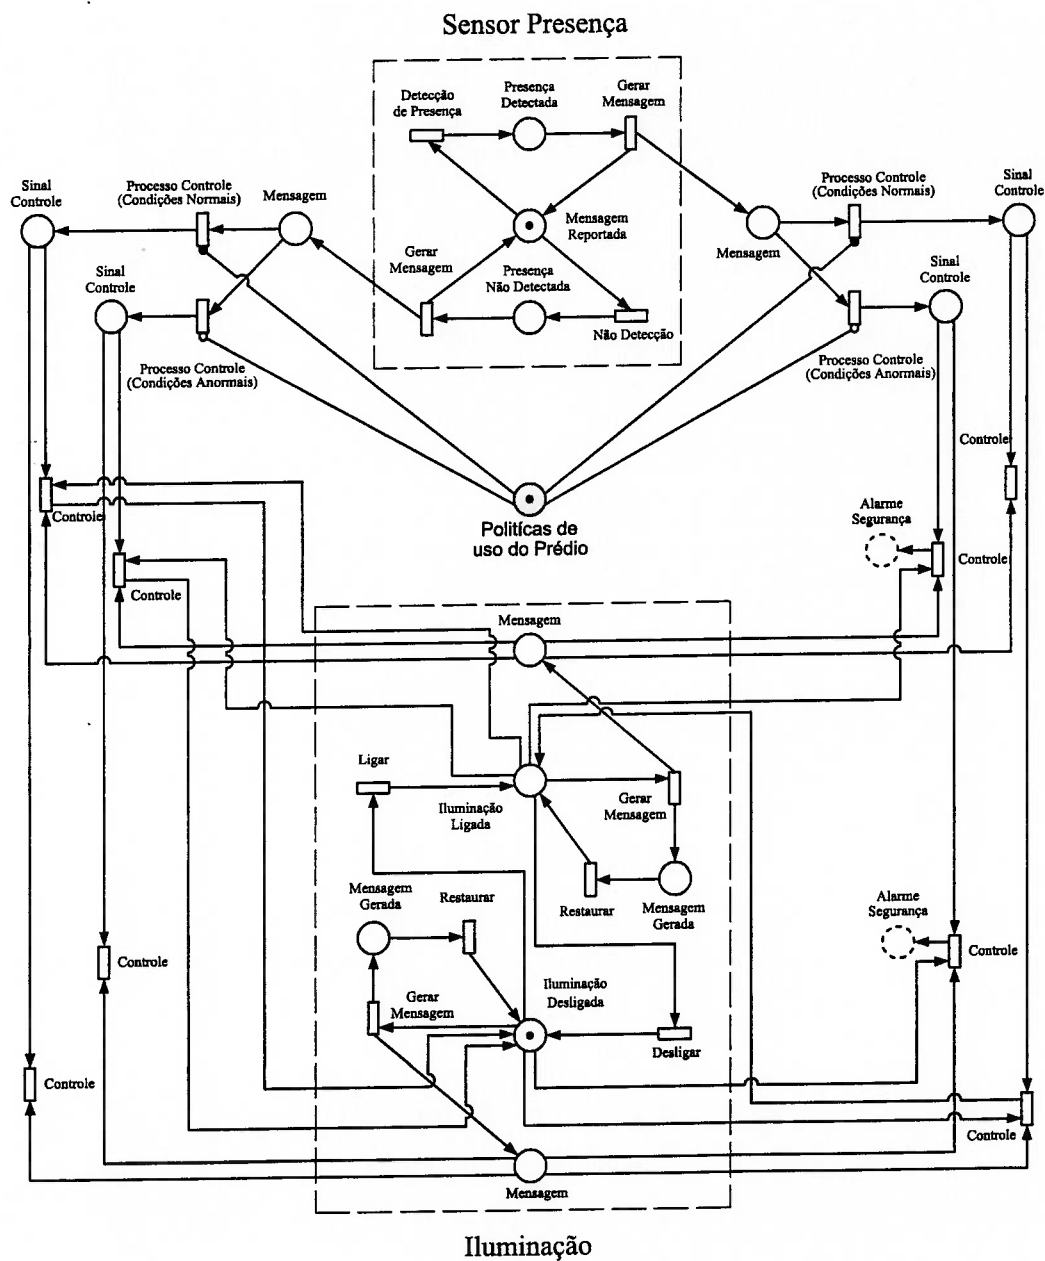 Sensor Presença
Detecção
de Presença
Presença
Detectada
Gerar
Mensagem
Sinal
Controle
Processo Controle
(Condições Normais)
Mensagem
Mensagem
Reportada
Gerar
Mensagem
Presença
Não Detectada
Não Detecção
Mensagem
Processo Controle
(Condições Normais)
Sinal
Controle
Sinal
Controle
Processo Controle
(Condições Anormais)
Sinal
Controle
Processo Controle
(Condições Anormais)
Controle
Controle
Politícas de
uso do Prédio
Alarme
Segurança
Controle
Controle
Mensagem
Ligar
Iluminação
Ligada
Gerar
Mensagem
Restaurar
Mensagem
Gerada
Mensagem
Gerada
Restaurar
Alarme
Segurança
Controle
Controle
Gerar
Mensagem
Iluminação
Desligada
Desligar
Controle
Controle
Mensagem
Iluminação